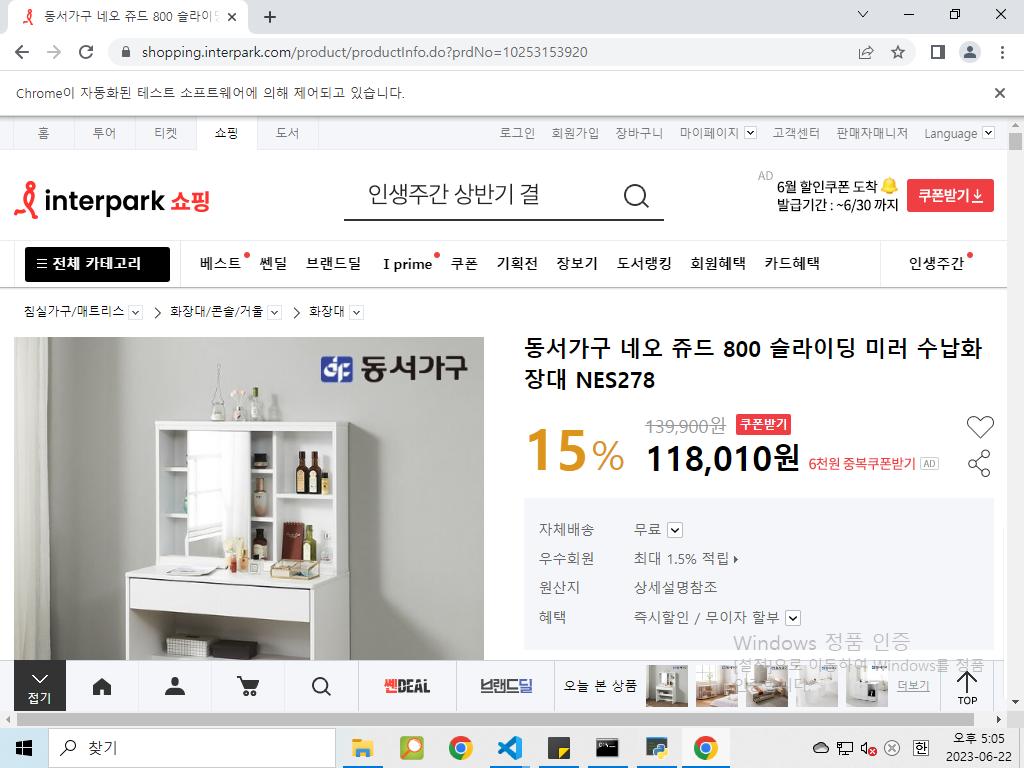 동서가구 네오 쥬드 800 슬라이딩
shopping.interpark.com/product/productInfo.do?prdNo=10253153920
Chrome이 자동화된 테스트 소프트웨어에 의해 제어되고 있습니다.
홈 투어 티켓 쇼핑 도서 로그인 회원가입 장바구니 마이페이지 고객센터 판매자매니저 Language
interpark 쇼핑
인생주간 상반기 결
AD
6월 할인쿠폰 도착
발급기간 : ~6/30 까지
쿠폰받기
전체 카테고리 베스트 쎈딜 브랜드딜 I prime 쿠폰 기획전 장보기 도서랭킹 회원혜택 카드혜택 인생주간
침실가구/매트리스 화장대/콘솔/거울 화장대
동서가구
동서가구 네오 쥬드 800 슬라이딩 미러 수납화
장대 NES278
15%
139,900원 쿠폰받기
118,010원 6천원 중복쿠폰받기 AD
자체배송 무료
우수회원 최대 1.5% 적립
원산지 상세설명참조
혜택 즉시할인 / 무이자 할부
Windows 정품 인증
[설정]으로 이동하여 Windows를 정품
접기
쎈DEAL
브랜드딜
오늘 본 상품
더보기
TOP
찾기
한
오후 5:05
2023-06-22